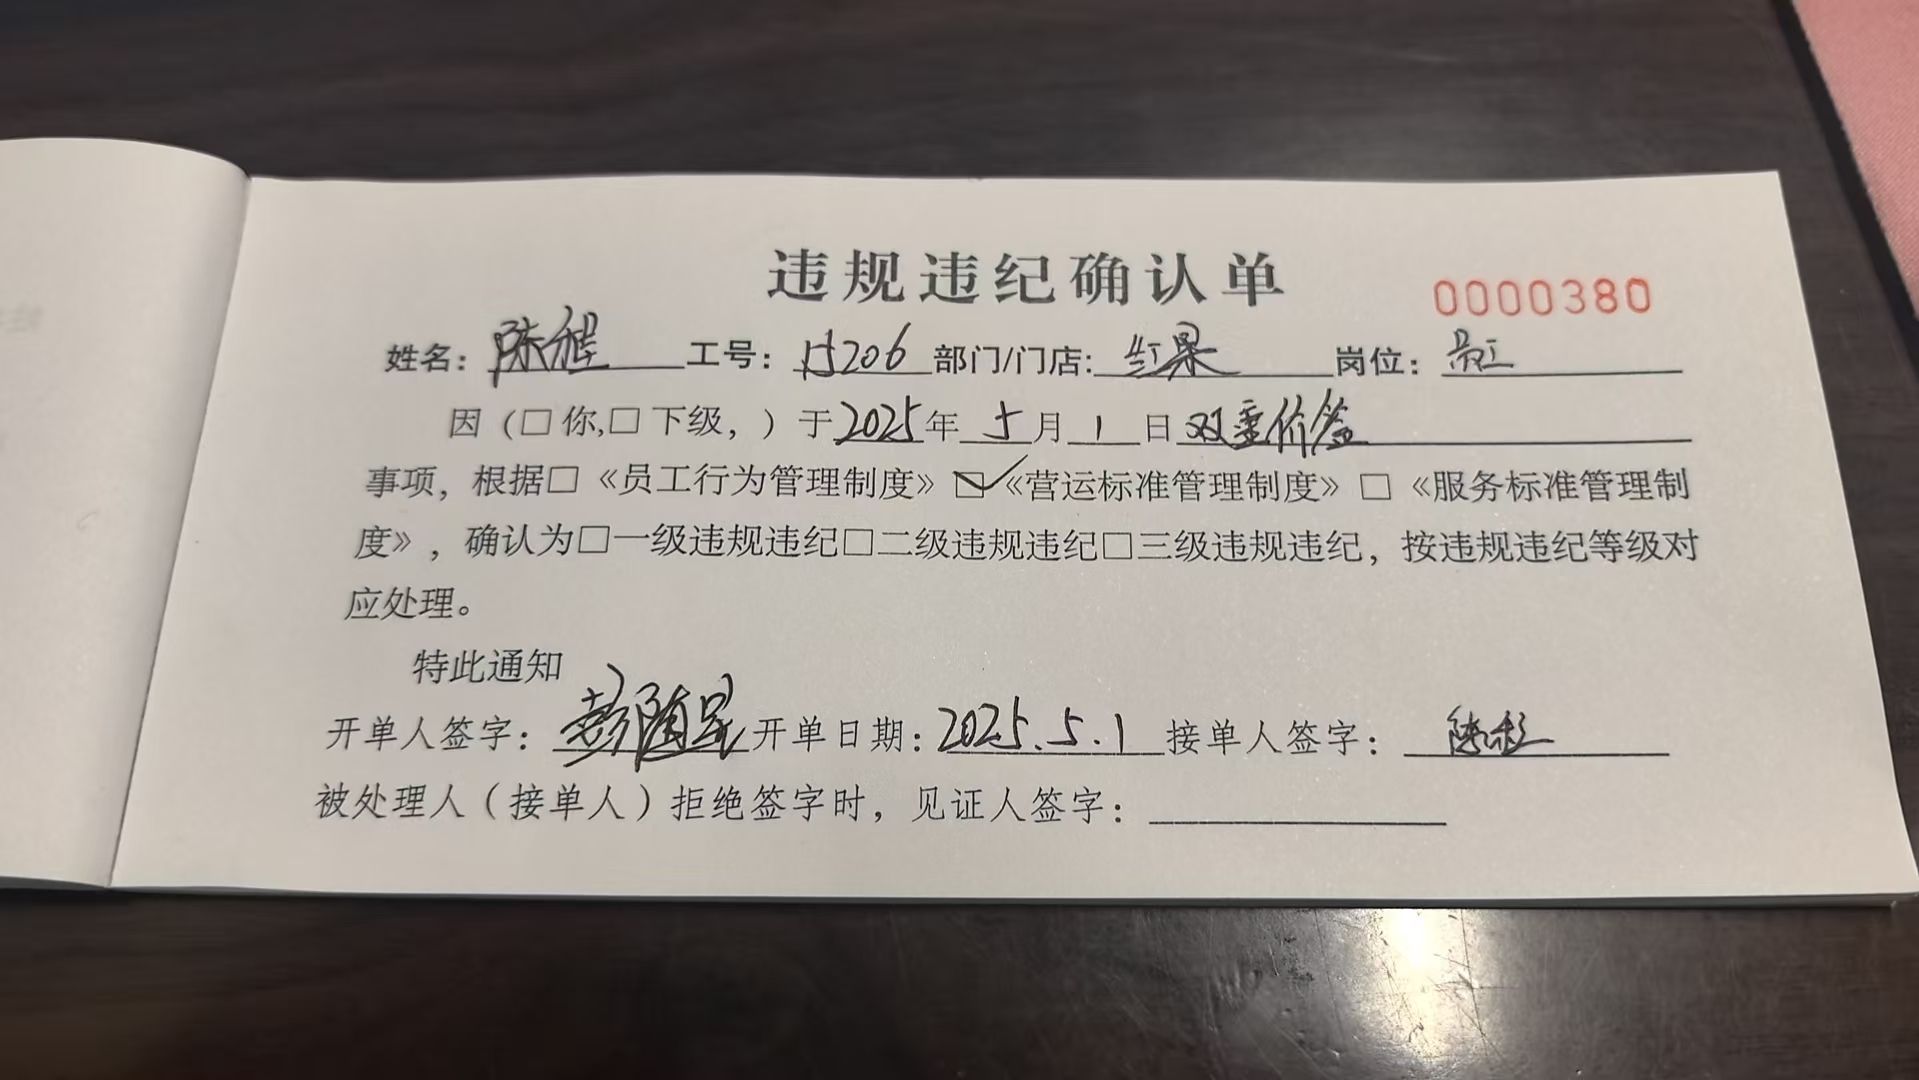 违规违纪确认单 0000380
姓名：陈程 工号：15206 部门/门店：红果 岗位：员工
因（□你,□下级，）于2025年5月1日双重价签
事项，根据□《员工行为管理制度》☑《营运标准管理制度》□《服务标准管理制
度》，确认为□一级违规违纪□二级违规违纪□三级违规违纪，按违规违纪等级对
应处理。
特此通知
开单人签字：彭随 开单日期：2025.5.1 接单人签字：陈程
被处理人（接单人）拒绝签字时，见证人签字：